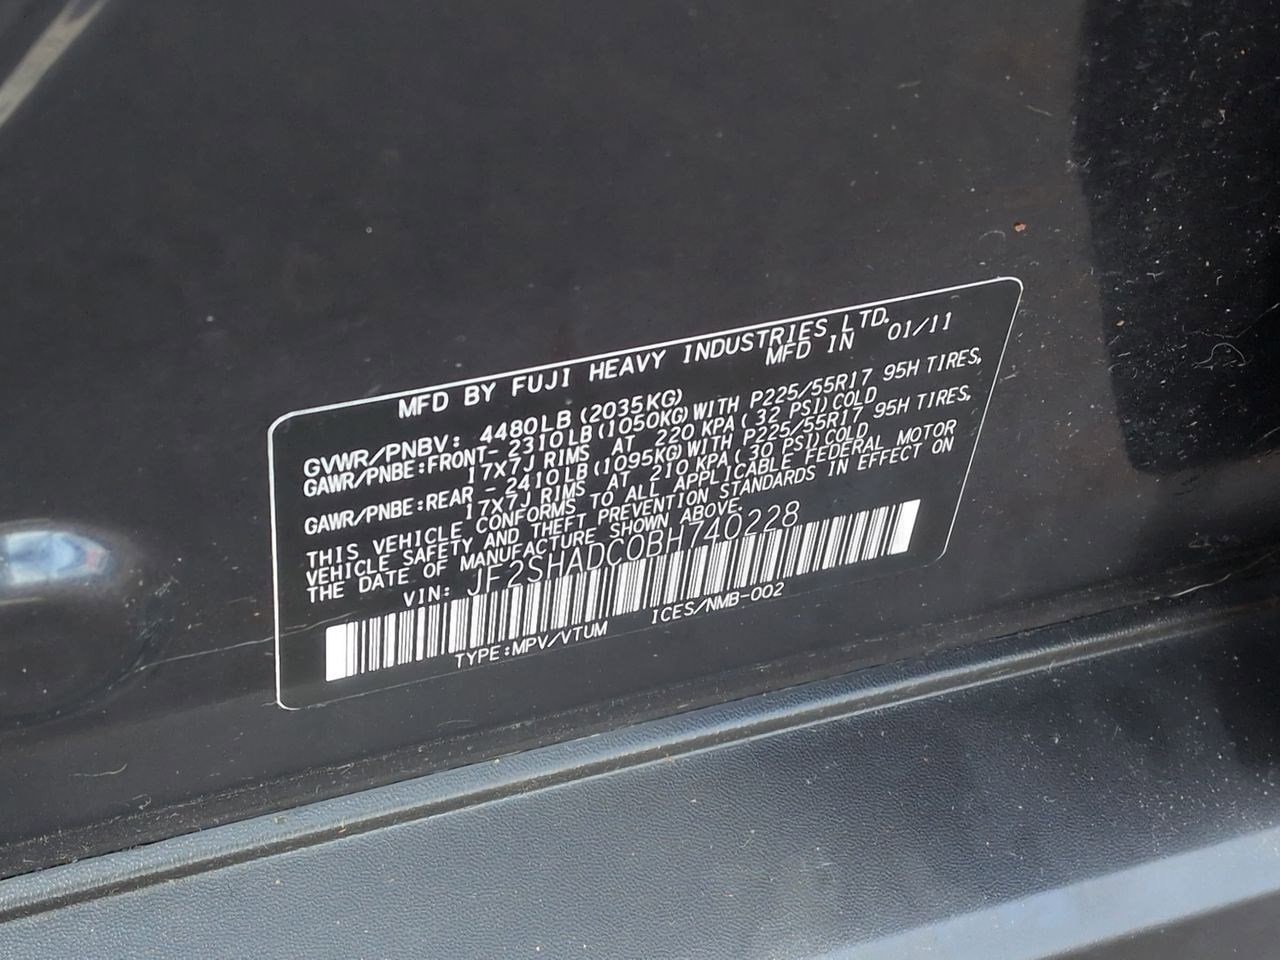 MFD BY FUJI HEAVY INDUSTRIES LTD.
MFD IN 01/11
GVWR/PNBV: 4480LB (2035KG)
GAWR/PNBE:FRONT- 2310LB (1050KG) WITH P225/55R17 95H TIRES,
17X7J RIMS AT 220 KPA ( 32 PSI) COLD
GAWR/PNBE:REAR - 2410LB (1095KG) WITH P225/55R17 95H TIRES,
17X7J RIMS AT 210 KPA ( 30 PSI) COLD
THIS VEHICLE CONFORMS TO ALL APPLICABLE FEDERAL MOTOR
VEHICLE SAFETY AND THEFT PREVENTION STANDARDS IN EFFECT ON
THE DATE OF MANUFACTURE SHOWN ABOVE.
VIN: JF2SHADC0BH740228
TYPE:MPV/VTUM ICES/NMB-002